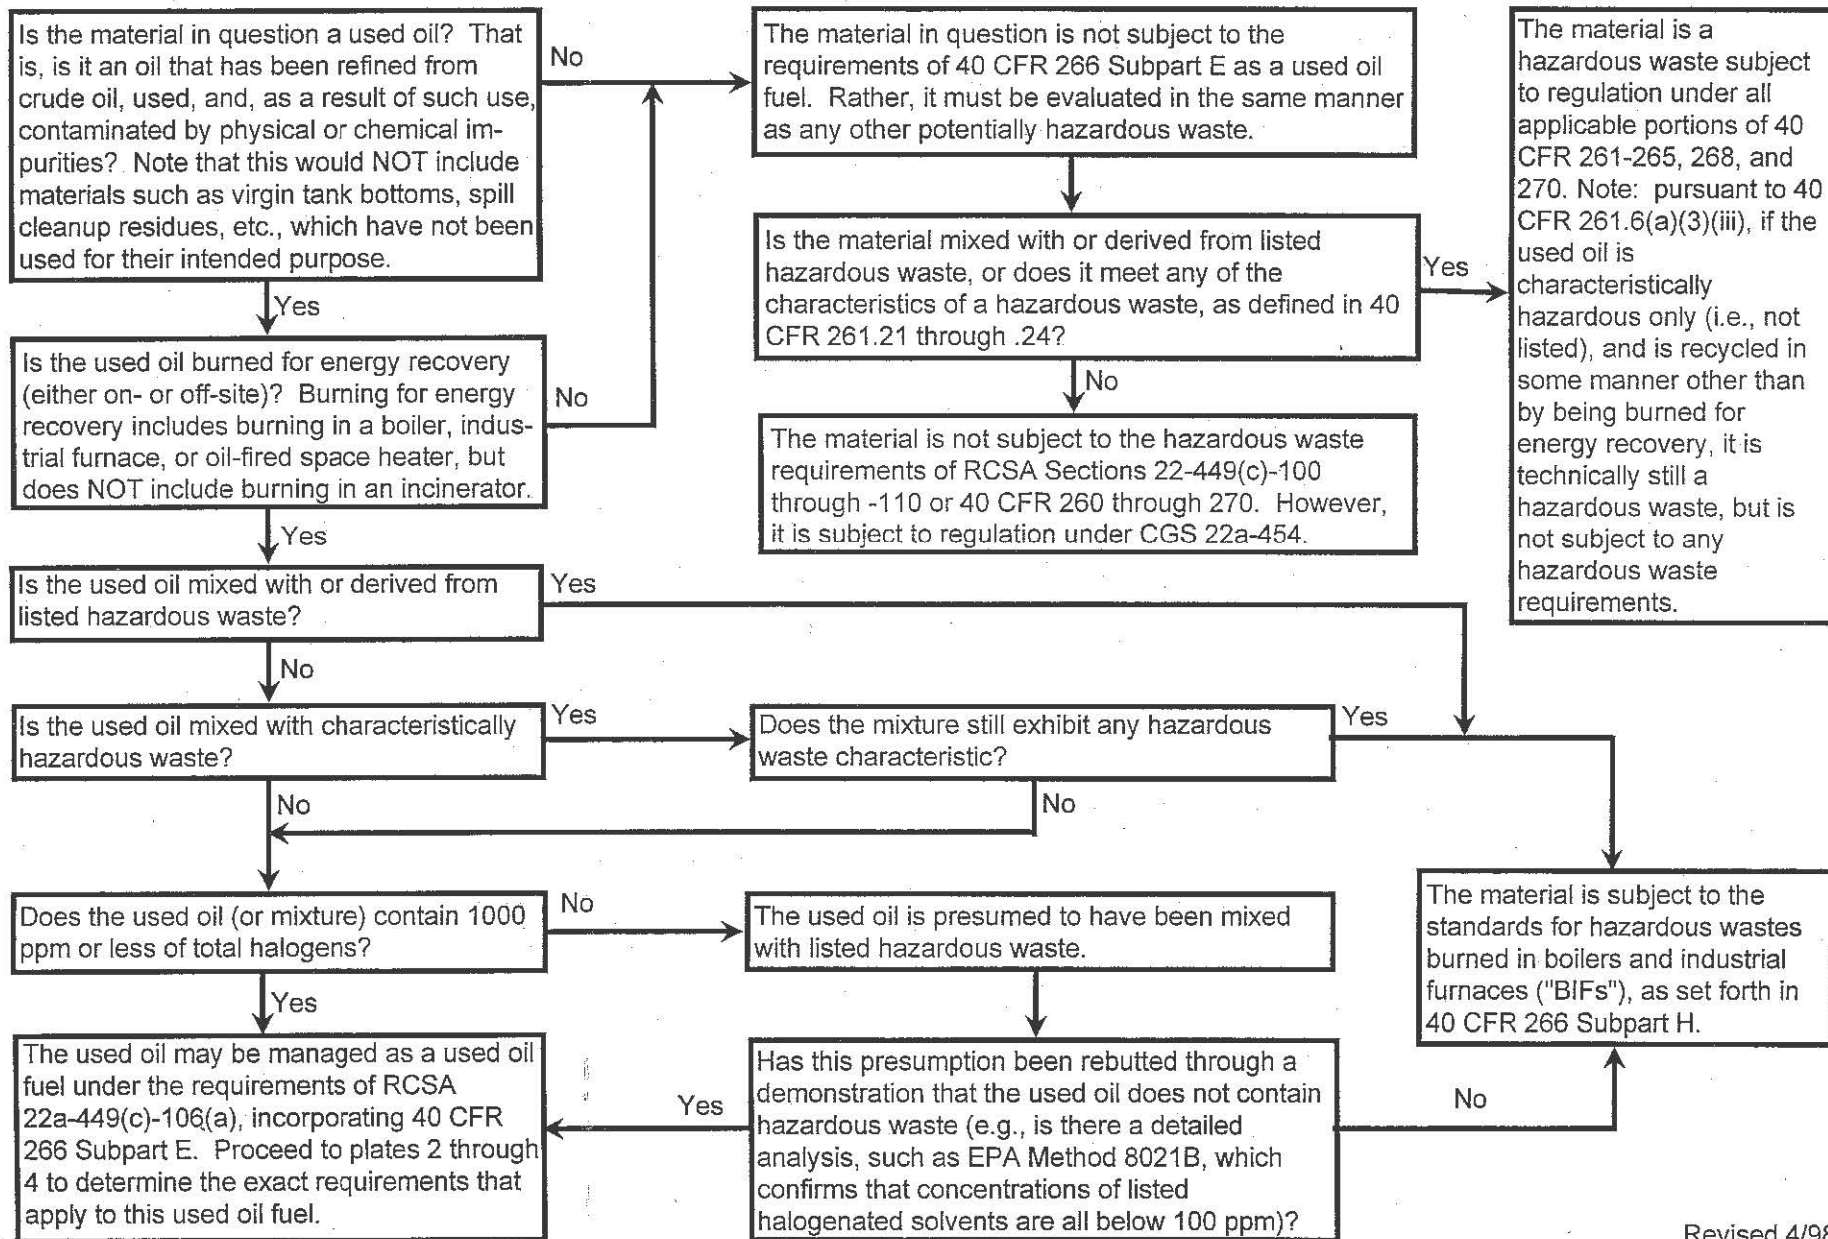 Is the material in question a used oil? That
is, is it an oil that has been refined from
crude oil, used, and, as a result of such use,
contaminated by physical or chemical im-
purities? Note that this would NOT include
materials such as virgin tank bottoms, spill
cleanup residues, etc., which have not been
used for their intended purpose.
No
The material in question is not subject to the
requirements of 40 CFR 266 Subpart E as a used oil
fuel. Rather, it must be evaluated in the same manner
as any other potentially hazardous waste.
The material is a
hazardous waste subject
to regulation under all
applicable portions of 40
CFR 261-265, 268, and
270. Note: pursuant to 40
CFR 261.6(a)(3)(iii), if the
used oil is
characteristically
hazardous only (i.e., not
listed), and is recycled in
some manner other than
by being burned for
energy recovery, it is
technically still a
hazardous waste, but is
not subject to any
hazardous waste
requirements.
Yes
Is the material mixed with or derived from listed
hazardous waste, or does it meet any of the
characteristics of a hazardous waste, as defined in 40
CFR 261.21 through .24?
Yes
Is the used oil burned for energy recovery
(either on- or off-site)? Burning for energy
recovery includes burning in a boiler, indus-
trial furnace, or oil-fired space heater, but
does NOT include burning in an incinerator.
No
No
The material is not subject to the hazardous waste
requirements of RCSA Sections 22-449(c)-100
through -110 or 40 CFR 260 through 270. However,
it is subject to regulation under CGS 22a-454.
Yes
Is the used oil mixed with or derived from
listed hazardous waste?
Yes
No
Is the used oil mixed with characteristically
hazardous waste?
Yes
Does the mixture still exhibit any hazardous
waste characteristic?
Yes
No
No
Does the used oil (or mixture) contain 1000
ppm or less of total halogens?
No
The used oil is presumed to have been mixed
with listed hazardous waste.
The material is subject to the
standards for hazardous wastes
burned in boilers and industrial
furnaces ("BIFs"), as set forth in
40 CFR 266 Subpart H.
Yes
The used oil may be managed as a used oil
fuel under the requirements of RCSA
22a-449(c)-106(a), incorporating 40 CFR
266 Subpart E. Proceed to plates 2 through
4 to determine the exact requirements that
apply to this used oil fuel.
Yes
Has this presumption been rebutted through a
demonstration that the used oil does not contain
hazardous waste (e.g., is there a detailed
analysis, such as EPA Method 8021B, which
confirms that concentrations of listed
halogenated solvents are all below 100 ppm)?
No
Revised 4/98